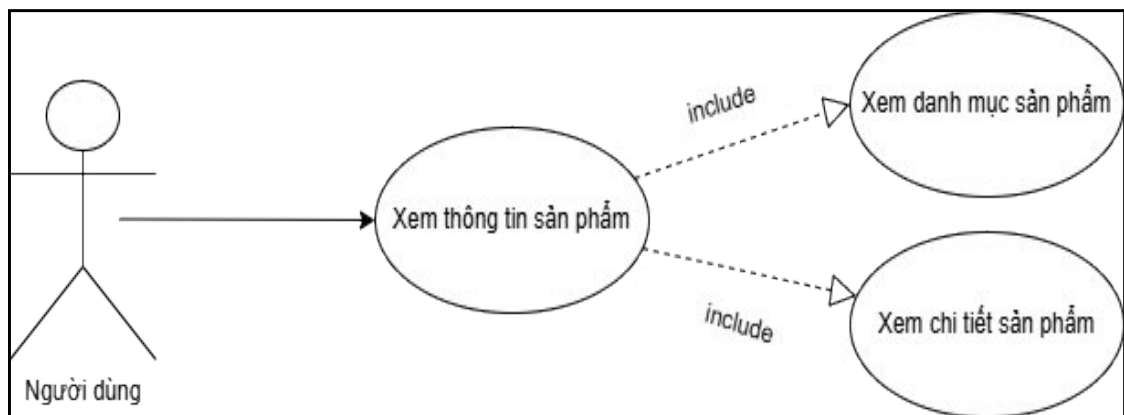 Xem danh mục sản phẩm
include
Xem thông tin sản phẩm
include
Xem chi tiết sản phẩm
Người dùng